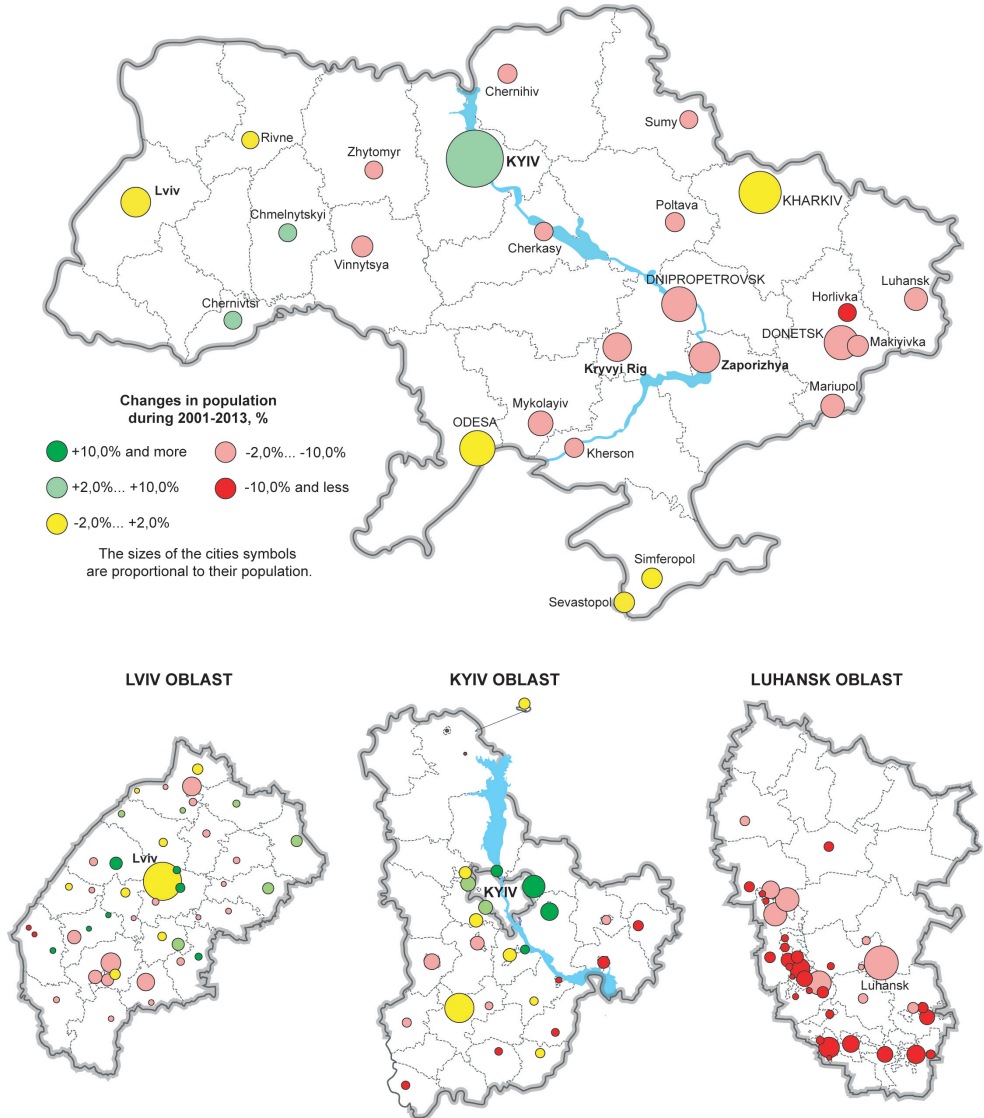 Chernihiv
Sumy
Rivne
Zhytomyr
KYIV
Lviv
KHARKIV
Chmelnytskyi
Poltava
Cherkasy
Vinnytsya
DNIPROPETROVSK
Luhansk
Chernivtsi
Horlivka
DONETSK
Makiyivka
Kryvyi Rig
Zaporizhya
Mariupol
Mykolayiv
ODESA
Kherson
Simferopol
Sevastopol
Changes in population
during 2001-2013, %
+10,0% and more
-2,0%... -10,0%
+2,0%... +10,0%
-10,0% and less
-2,0%... +2,0%
The sizes of the cities symbols
are proportional to their population.
LVIV OBLAST
KYIV OBLAST
LUHANSK OBLAST
Lviv
KYIV
Luhansk